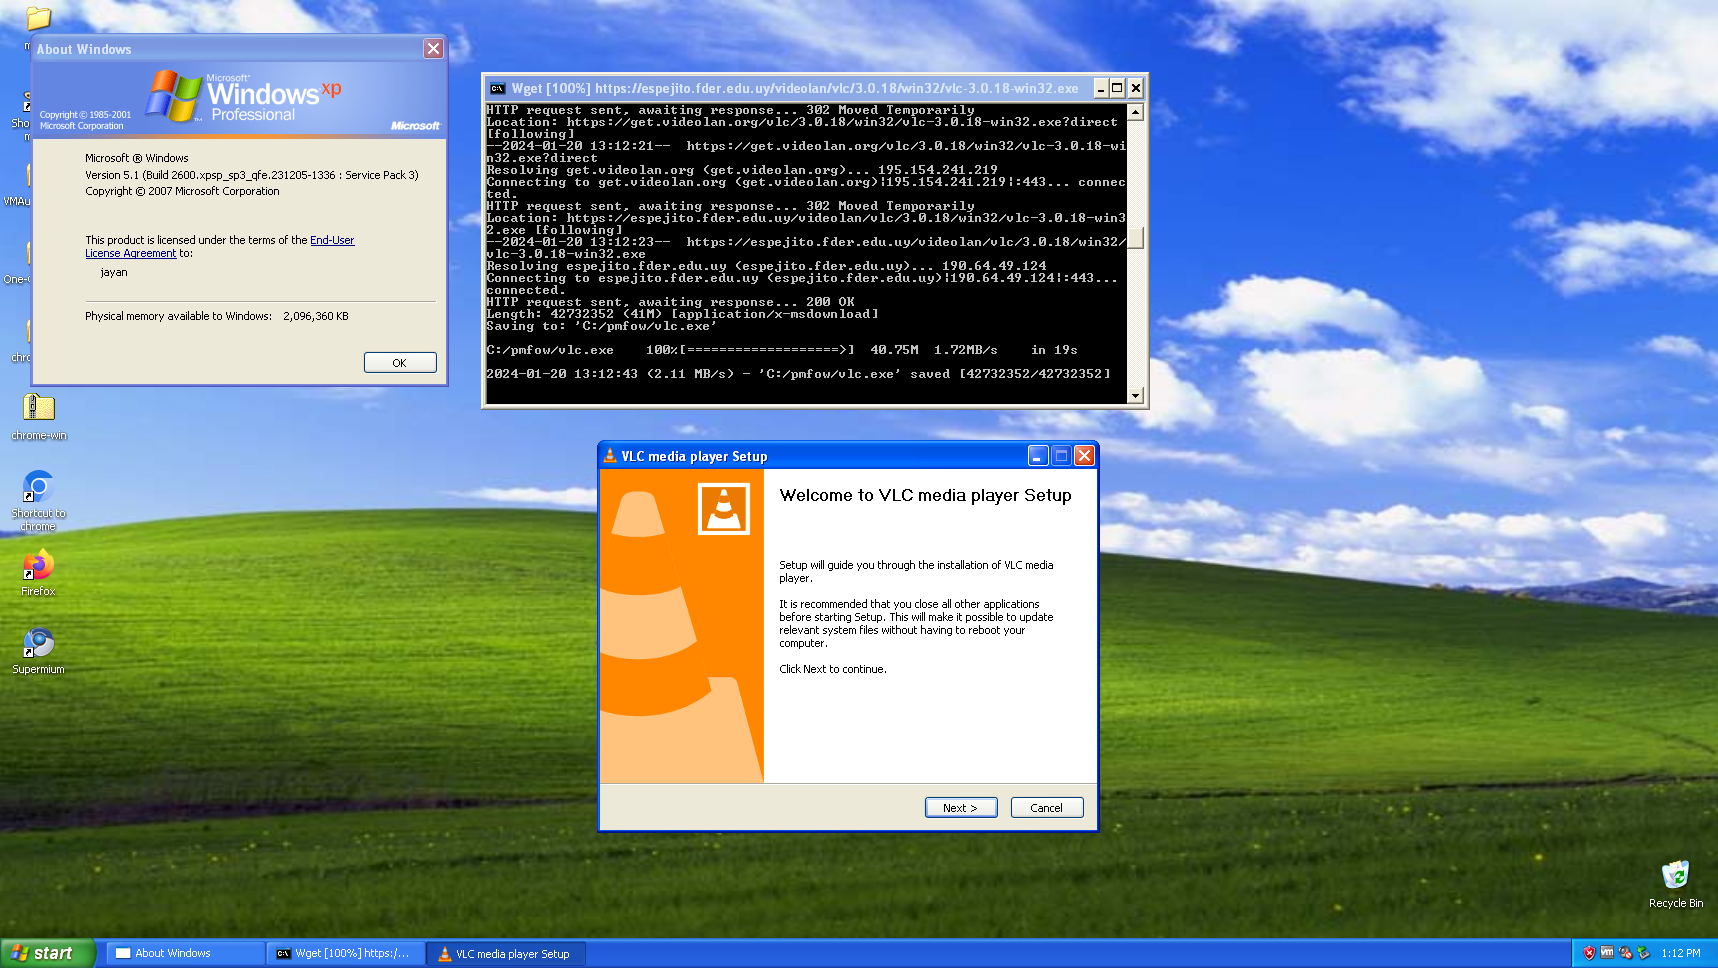 About Windows
Microsoft®
Windows xp
Professional
Copyright © 1985-2001
Microsoft Corporation
Microsoft
Microsoft ® Windows
Version 5.1 (Build 2600.xpsp_sp3_qfe.231205-1336 : Service Pack 3)
Copyright © 2007 Microsoft Corporation
This product is licensed under the terms of the End-User
License Agreement to:
jayan
Physical memory available to Windows: 2,096,360 KB
OK
Wget [100%] https://espejito.fder.edu.uy/videolan/vlc/3.0.18/win32/vlc-3.0.18-win32.exe
HTTP request sent, awaiting response... 302 Moved Temporarily
Location: https://get.videolan.org/vlc/3.0.18/win32/vlc-3.0.18-win32.exe?direct
[following]
--2024-01-20 13:12:21-- https://get.videolan.org/vlc/3.0.18/win32/vlc-3.0.18-wi
n32.exe?direct
Resolving get.videolan.org (get.videolan.org)... 195.154.241.219
Connecting to get.videolan.org (get.videolan.org)|195.154.241.219|:443... connec
ted.
HTTP request sent, awaiting response... 302 Moved Temporarily
Location: https://espejito.fder.edu.uy/videolan/vlc/3.0.18/win32/vlc-3.0.18-win3
2.exe [following]
--2024-01-20 13:12:23-- https://espejito.fder.edu.uy/videolan/vlc/3.0.18/win32/
vlc-3.0.18-win32.exe
Resolving espejito.fder.edu.uy (espejito.fder.edu.uy)... 190.64.49.124
Connecting to espejito.fder.edu.uy (espejito.fder.edu.uy)|190.64.49.124|:443...
connected.
HTTP request sent, awaiting response... 200 OK
Length: 42732352 (41M) [application/x-msdownload]
Saving to: 'C:/pmfow/vlc.exe'
C:/pmfow/vlc.exe 100%[===================>] 40.75M 1.72MB/s in 19s
2024-01-20 13:12:43 (2.11 MB/s) - 'C:/pmfow/vlc.exe' saved [42732352/42732352]
VLC media player Setup
Welcome to VLC media player Setup
Setup will guide you through the installation of VLC media
player.
It is recommended that you close all other applications
before starting Setup. This will make it possible to update
relevant system files without having to reboot your
computer.
Click Next to continue.
Next >
Cancel
chrome-win
Shortcut to
chrome
Firefox
Supermium
Recycle Bin
start
About Windows
Wget [100%] https:/...
VLC media player Setup
1:12 PM